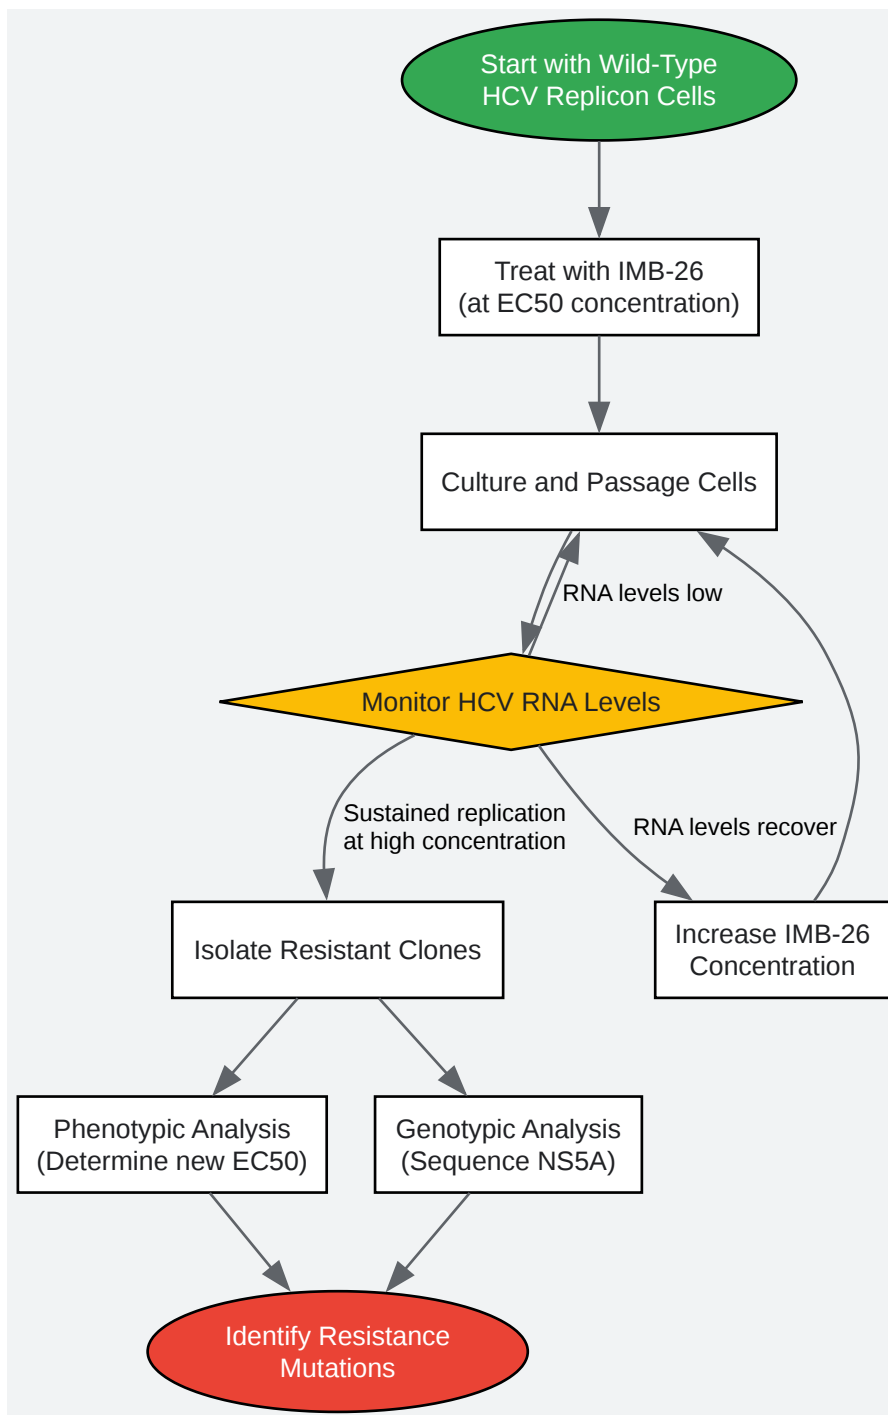 Start with Wild-Type
HCV Replicon Cells
Treat with IMB-26
(at EC50 concentration)
Culture and Passage Cells
RNA levels low
Monitor HCV RNA Levels
Sustained replication
at high concentration
RNA levels recover
Isolate Resistant Clones
Increase IMB-26
Concentration
Phenotypic Analysis
(Determine new EC50)
Genotypic Analysis
(Sequence NS5A)
Identify Resistance
Mutations